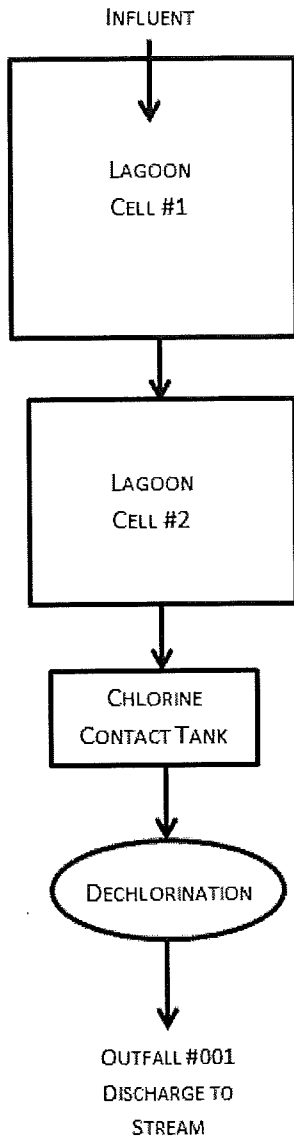 INFLUENT
LAGOON
CELL #1
LAGOON
CELL #2
CHLORINE
CONTACT TANK
DECHLORINATION
OUTFALL #001
DISCHARGE TO
STREAM